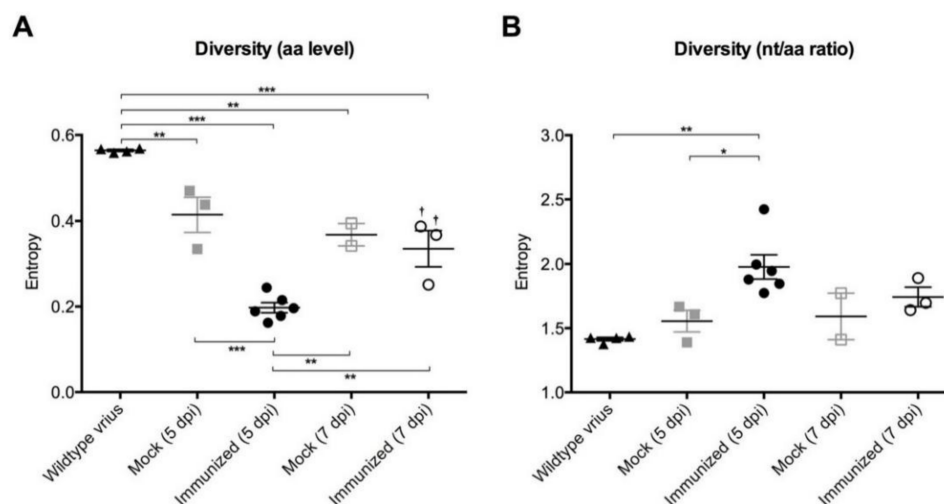 A
Diversity (aa level)
***
**
***
**
0.6
0.4
0.2
0.0
Entropy
† †
***
**
**
Wildtype vrius
Mock (5 dpi)
Immunized (5 dpi)
Mock (7 dpi)
Immunized (7 dpi)
B
Diversity (nt/aa ratio)
**
*
3.0
2.5
2.0
1.5
1.0
Entropy
Wildtype vrius
Mock (5 dpi)
Immunized (5 dpi)
Mock (7 dpi)
Immunized (7 dpi)